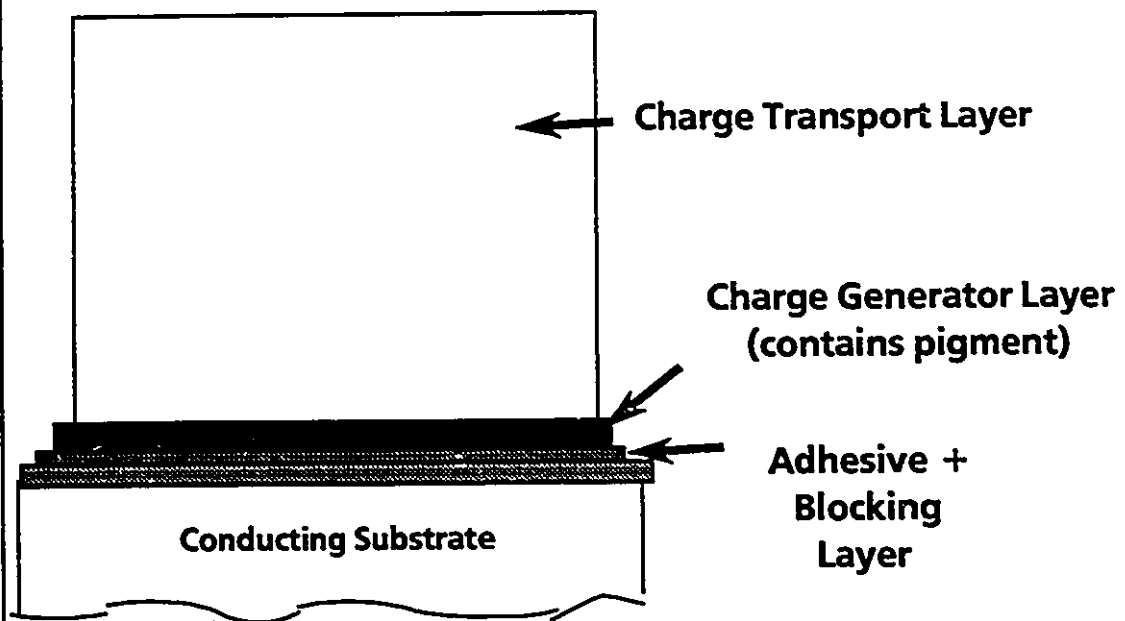 Charge Transport Layer
Charge Generator Layer
(contains pigment)
Adhesive +
Blocking
Layer
Conducting Substrate